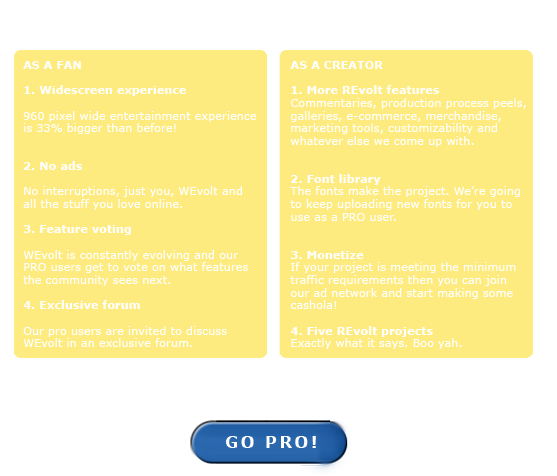 AS A FAN
1. Widescreen experience
960 pixel wide entertainment experience
is 33% bigger than before!
2. No ads
No interruptions, just you, WEvolt and
all the stuff you love online.
3. Feature voting
WEvolt is constantly evolving and our
PRO users get to vote on what features
the community sees next.
4. Exclusive forum
Our pro users are invited to discuss
WEvolt in an exclusive forum.
AS A CREATOR
1. More REvolt features
Commentaries, production process peels,
galleries, e-commerce, merchandise,
marketing tools, customizability and
whatever else we come up with.
2. Font library
The fonts make the project. We're going
to keep uploading new fonts for you to
use as a PRO user.
3. Monetize
If your project is meeting the minimum
traffic requirements then you can join
our ad network and start making some
cashola!
4. Five REvolt projects
Exactly what it says. Boo yah.
GO PRO!